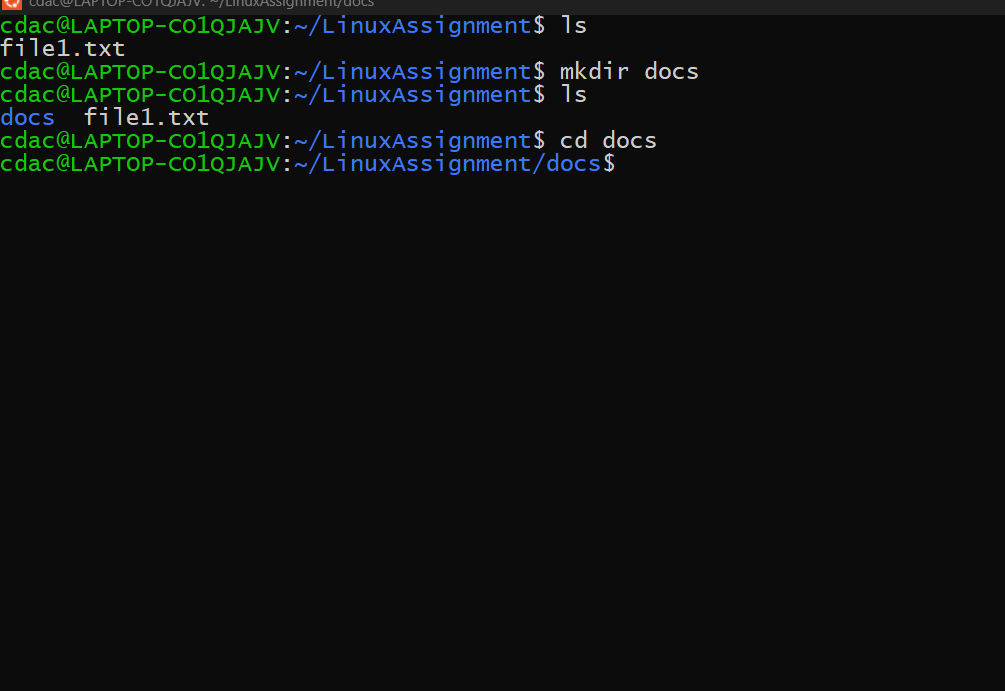 cdac@LAPTOP-CO1QJAJV: ~/LinuxAssignment/docs
cdac@LAPTOP-CO1QJAJV:~/LinuxAssignment$ ls
file1.txt
cdac@LAPTOP-CO1QJAJV:~/LinuxAssignment$ mkdir docs
cdac@LAPTOP-CO1QJAJV:~/LinuxAssignment$ ls
docs  file1.txt
cdac@LAPTOP-CO1QJAJV:~/LinuxAssignment$ cd docs
cdac@LAPTOP-CO1QJAJV:~/LinuxAssignment/docs$